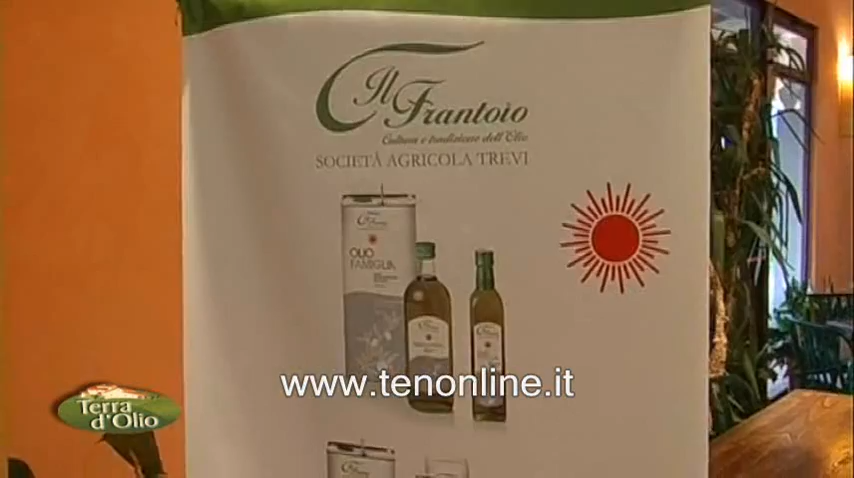 Il Frantoio
Cultura e tradizione dell'Olio
SOCIETÀ AGRICOLA TREVI
OLIO
FAMIGLIA
www.tenonline.it
Terra
d'Olio